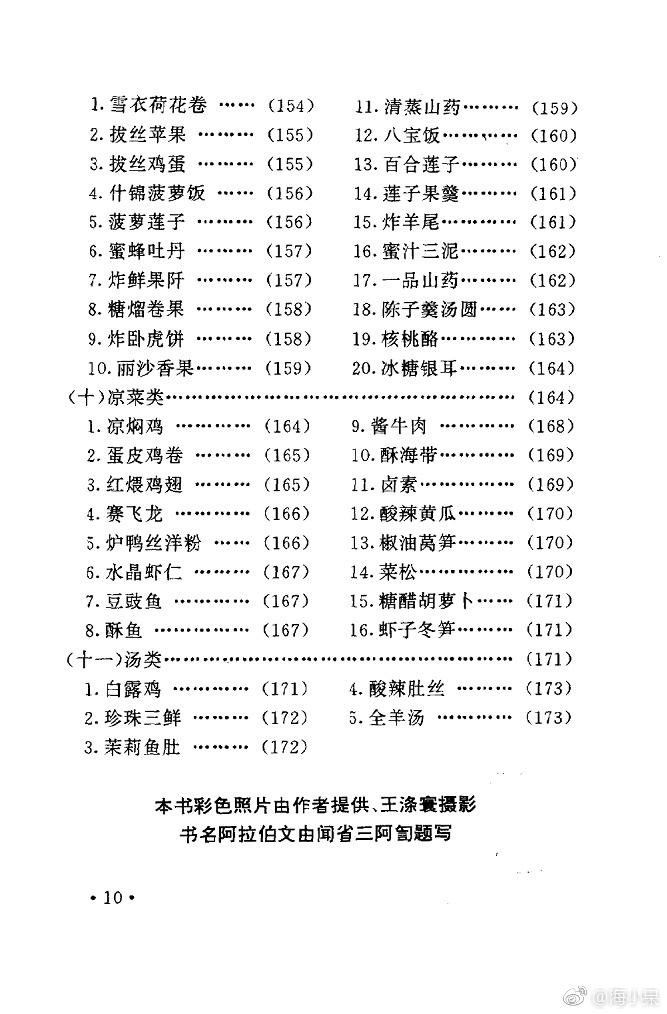 1.雪衣荷花卷 …… (154)
2.拔丝苹果 ……… (155)
3.拔丝鸡蛋 ……… (155)
4.什锦菠萝饭 …… (156)
5.菠萝莲子 ……… (156)
6.蜜蜂吐丹 ……… (157)
7.炸鲜果阡 ……… (157)
8.糖熘卷果 ……… (158)
9.炸卧虎饼 ……… (158)
10.丽沙香果……… (159)
11.清蒸山药……… (159)
12.八宝饭………… (160)
13.百合莲子……… (160)
14.莲子果羹……… (161)
15.炸羊尾………… (161)
16.蜜汁三泥……… (162)
17.一品山药……… (162)
18.陈子羹汤圆…… (163)
19.核桃酪………… (163)
20.冰糖银耳……… (164)
(十)凉菜类……………………………………… (164)
1.凉焖鸡 ………… (164)
2.蛋皮鸡卷 ……… (165)
3.红煨鸡翅 ……… (165)
4.赛飞龙 ………… (166)
5.炉鸭丝洋粉 …… (166)
6.水晶虾仁 ……… (167)
7.豆豉鱼 ………… (167)
8.酥鱼 …………… (167)
9.酱牛肉 ………… (168)
10.酥海带………… (169)
11.卤素…………… (169)
12.酸辣黄瓜……… (170)
13.椒油莴笋……… (170)
14.菜松…………… (170)
15.糖醋胡萝卜…… (171)
16.虾子冬笋……… (171)
(十一)汤类……………………………………… (171)
1.白露鸡 ………… (171)
2.珍珠三鲜 ……… (172)
3.茉莉鱼肚 ……… (172)
4.酸辣肚丝 ……… (173)
5.全羊汤 ………… (173)
本书彩色照片由作者提供、王涤寰摄影
书名阿拉伯文由闻省三阿訇题写
·10·
@海小杲